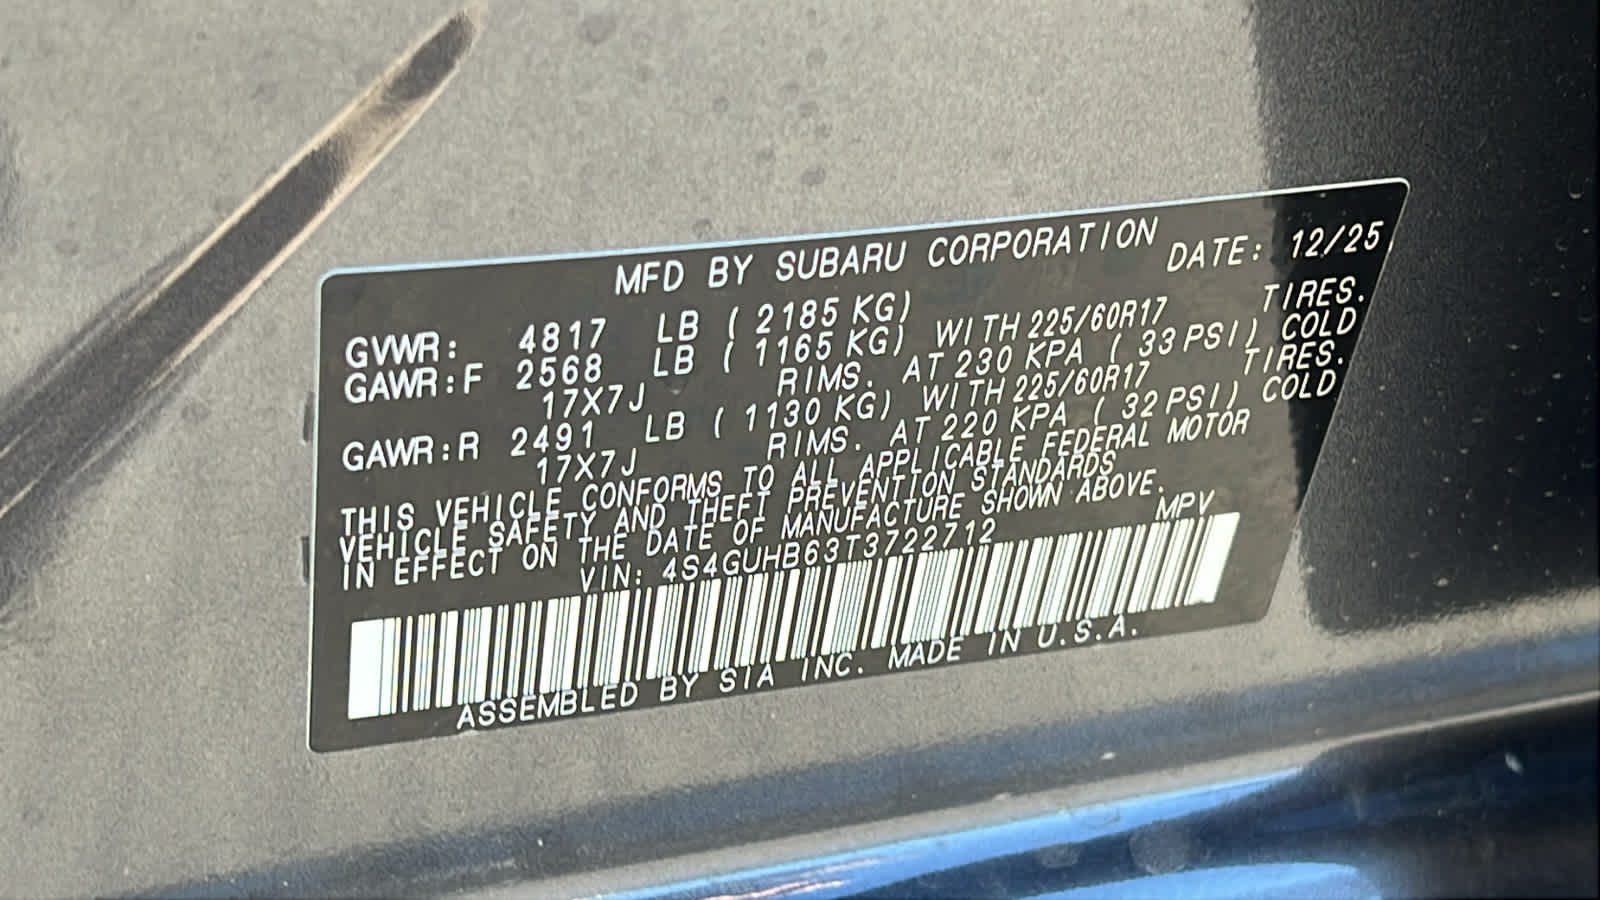 MFD BY SUBARU CORPORATION DATE: 12/25
GVWR: 4817 LB ( 2185 KG)
GAWR:F 2568 LB ( 1165 KG) WITH 225/60R17 TIRES.
17X7J RIMS. AT 230 KPA ( 33 PSI) COLD
GAWR:R 2491 LB ( 1130 KG) WITH 225/60R17 TIRES.
17X7J RIMS. AT 220 KPA ( 32 PSI) COLD
THIS VEHICLE CONFORMS TO ALL APPLICABLE FEDERAL MOTOR
VEHICLE SAFETY AND THEFT PREVENTION STANDARDS
IN EFFECT ON THE DATE OF MANUFACTURE SHOWN ABOVE.
VIN: 4S4GUHB63T3722712 MPV
ASSEMBLED BY SIA INC. MADE IN U.S.A.